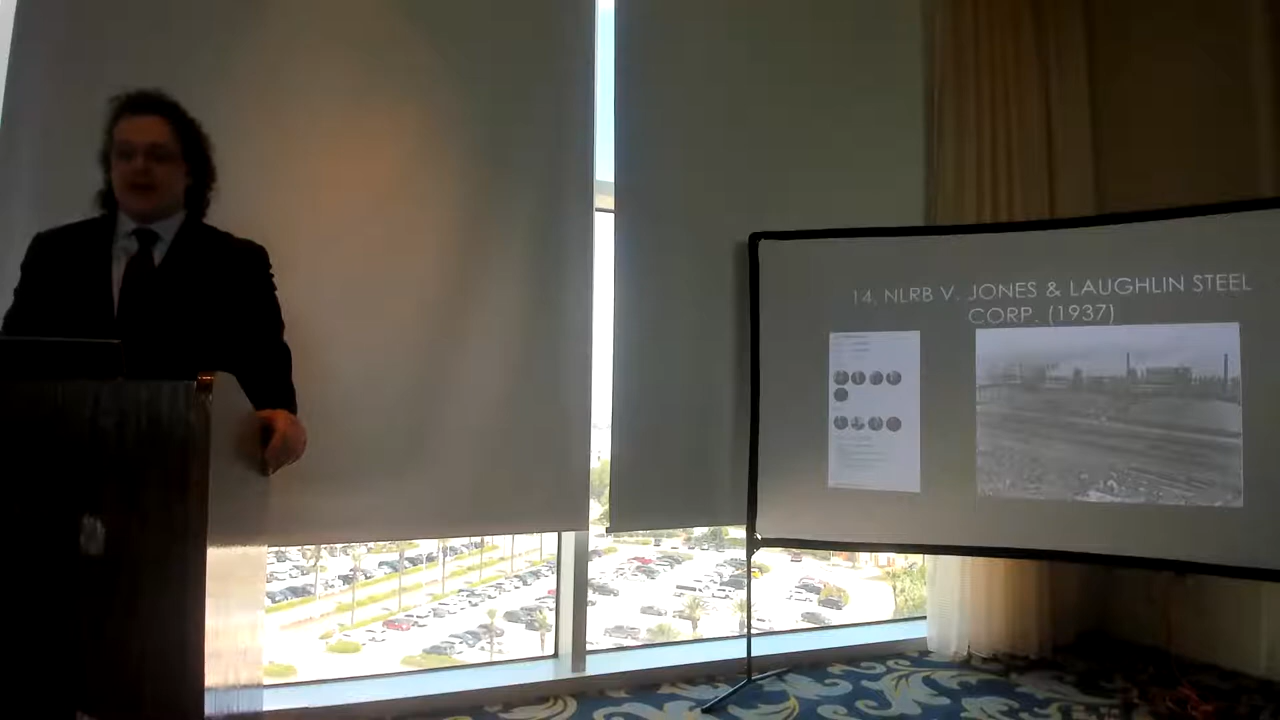 14. NLRB V. JONES & LAUGHLIN STEEL
CORP. (1937)